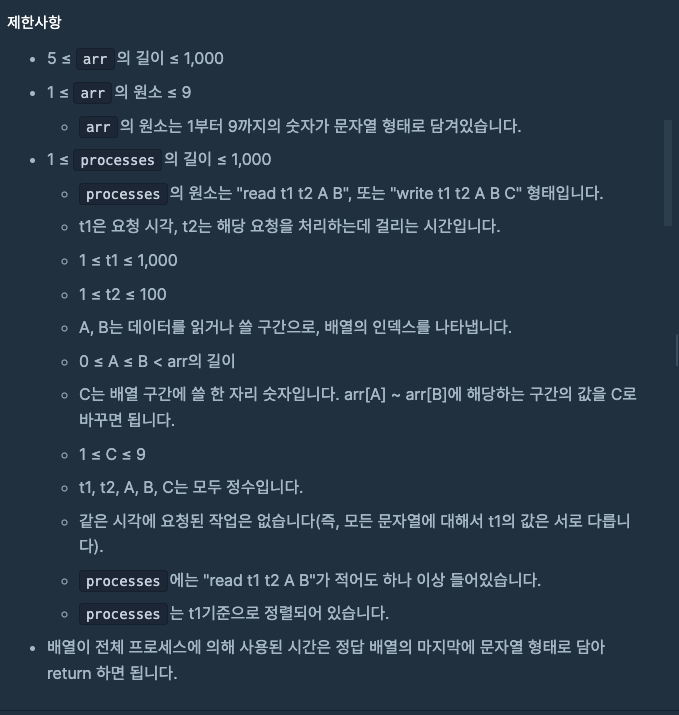 제한사항
5 ≤ arr 의 길이 ≤ 1,000
1 ≤ arr 의 원소 ≤ 9
arr 의 원소는 1부터 9까지의 숫자가 문자열 형태로 담겨있습니다.
1 ≤ processes 의 길이 ≤ 1,000
processes 의 원소는 "read t1 t2 A B", 또는 "write t1 t2 A B C" 형태입니다.
t1은 요청 시각, t2는 해당 요청을 처리하는데 걸리는 시간입니다.
1 ≤ t1 ≤ 1,000
1 ≤ t2 ≤ 100
A, B는 데이터를 읽거나 쓸 구간으로, 배열의 인덱스를 나타냅니다.
0 ≤ A ≤ B < arr의 길이
C는 배열 구간에 쓸 한 자리 숫자입니다. arr[A] ~ arr[B]에 해당하는 구간의 값을 C로
바꾸면 됩니다.
1 ≤ C ≤ 9
t1, t2, A, B, C는 모두 정수입니다.
같은 시각에 요청된 작업은 없습니다(즉, 모든 문자열에 대해서 t1의 값은 서로 다릅니
다).
processes 에는 "read t1 t2 A B"가 적어도 하나 이상 들어있습니다.
processes 는 t1기준으로 정렬되어 있습니다.
배열이 전체 프로세스에 의해 사용된 시간은 정답 배열의 마지막에 문자열 형태로 담아
return 하면 됩니다.